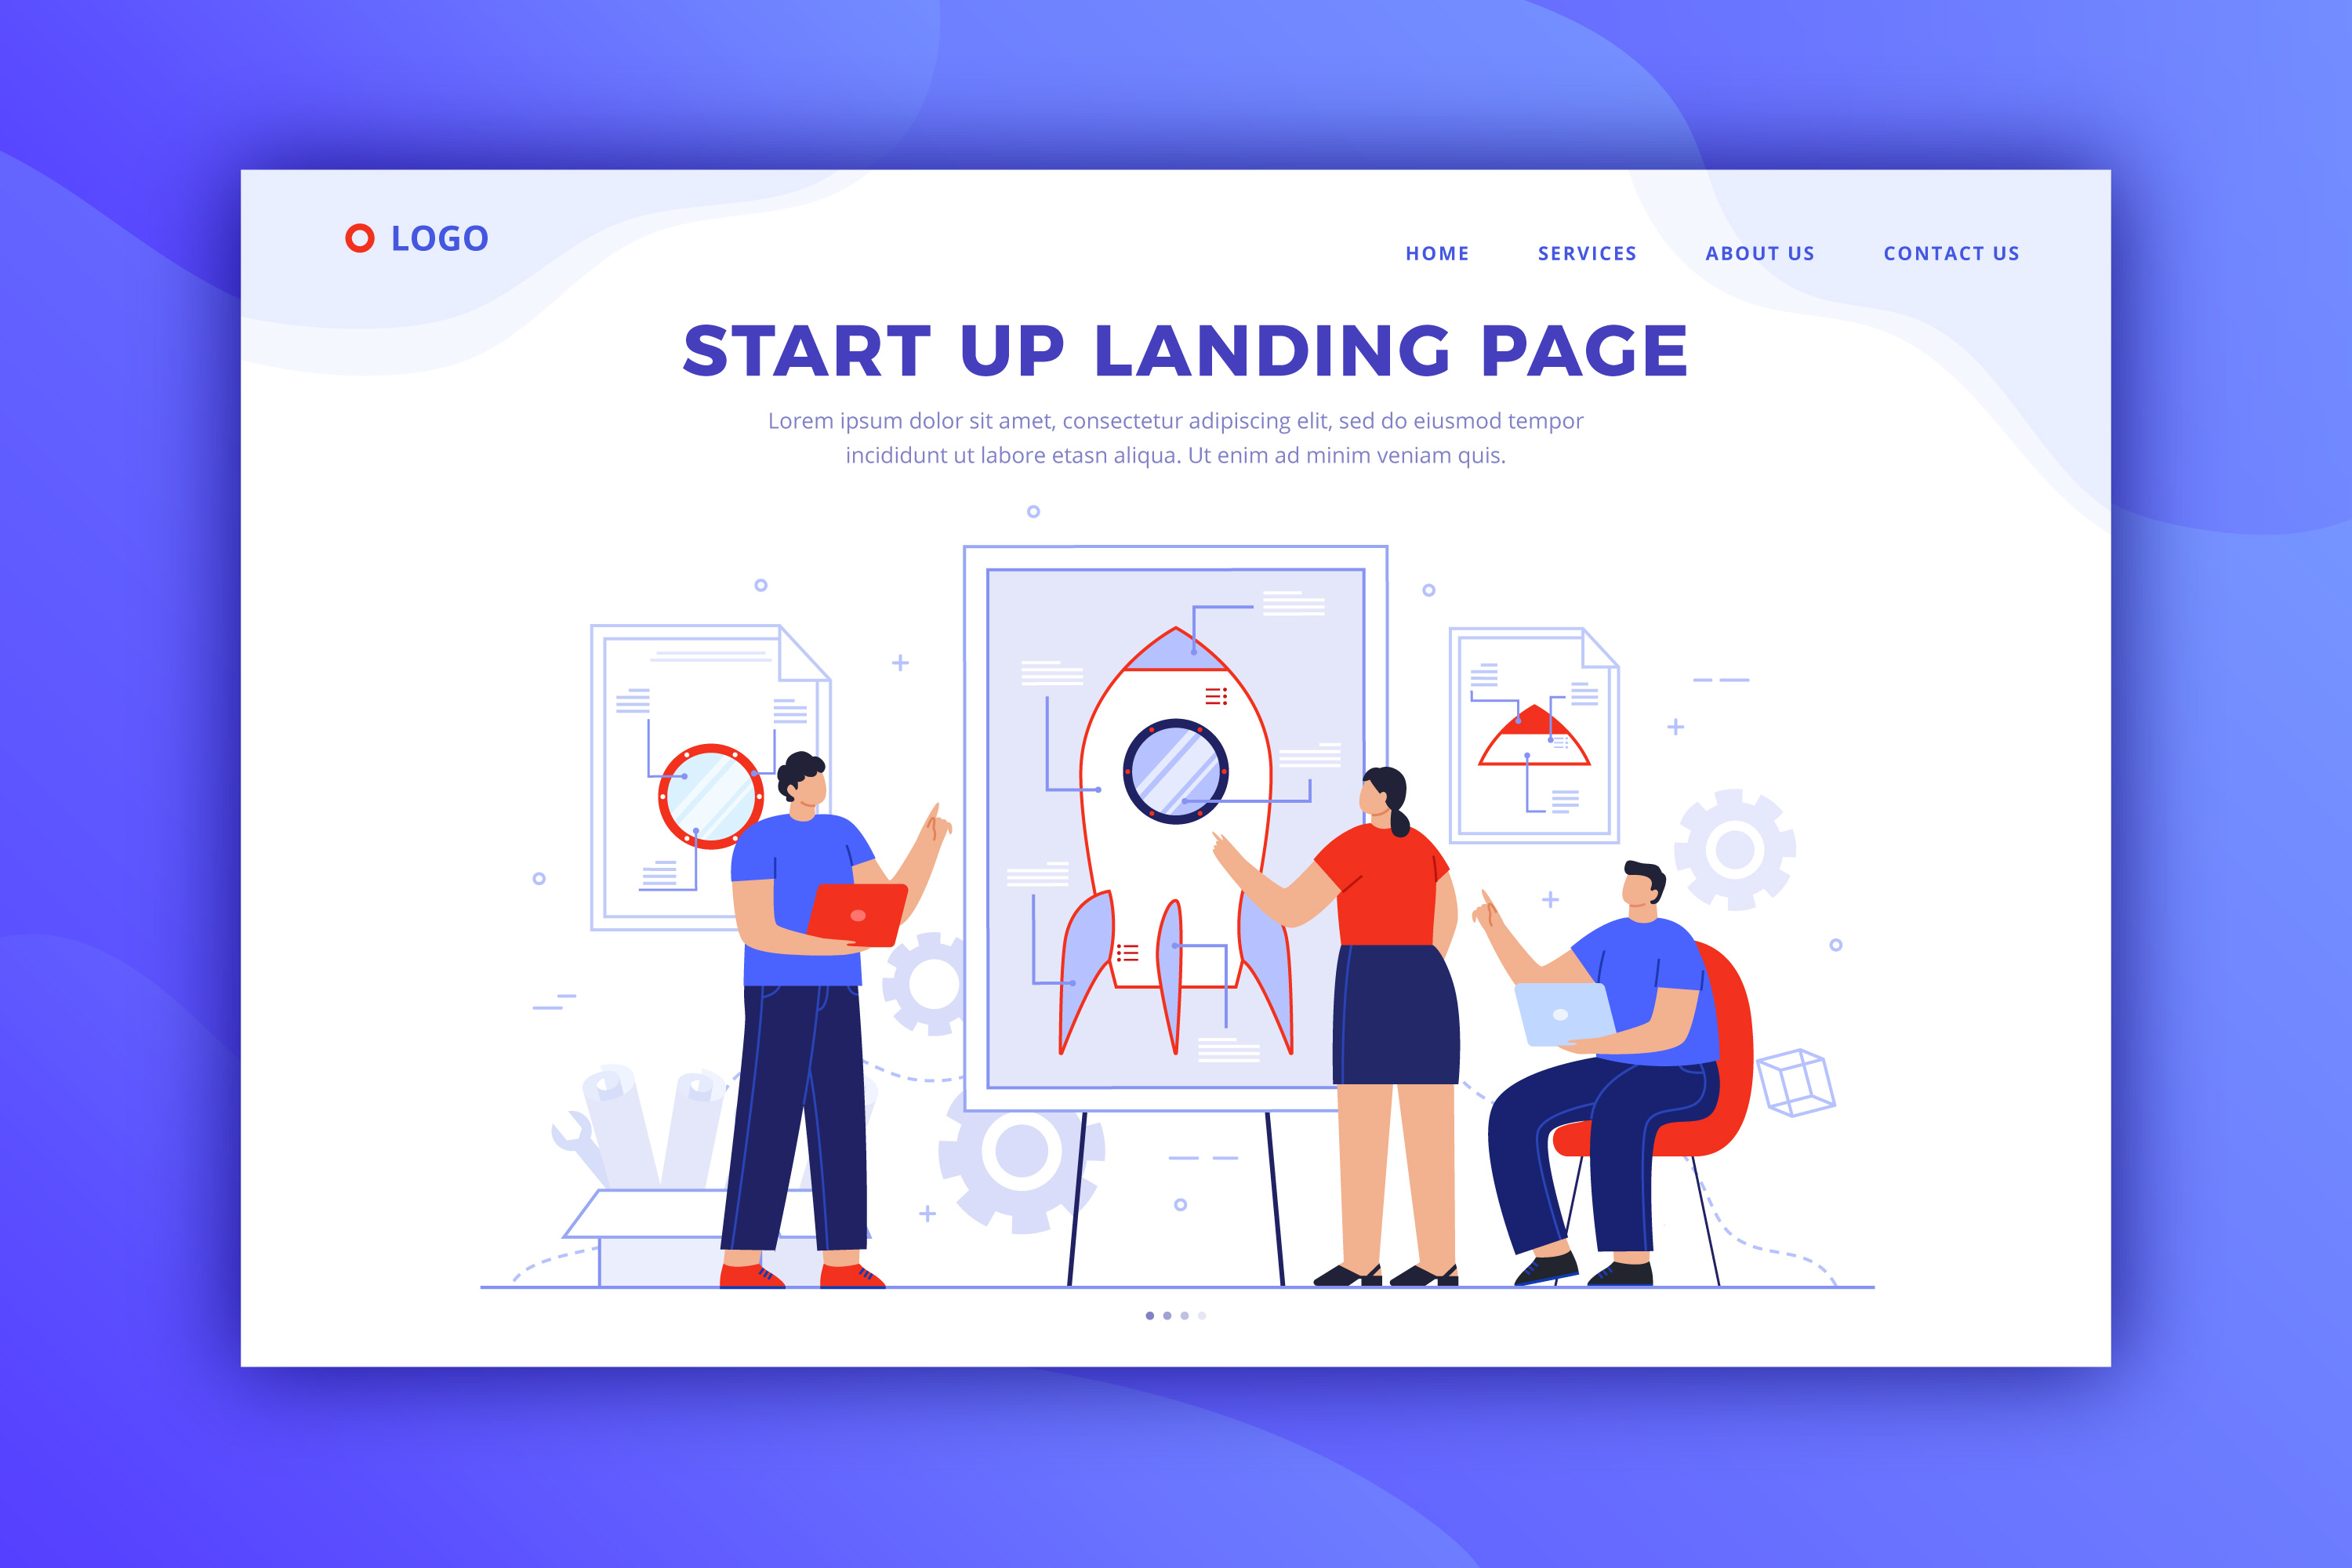 LOGO
HOME SERVICES ABOUT US CONTACT US
START UP LANDING PAGE
Lorem ipsum dolor sit amet, consectetur adipiscing elit, sed do eiusmod tempor
incididunt ut labore etasn aliqua. Ut enim ad minim veniam quis.